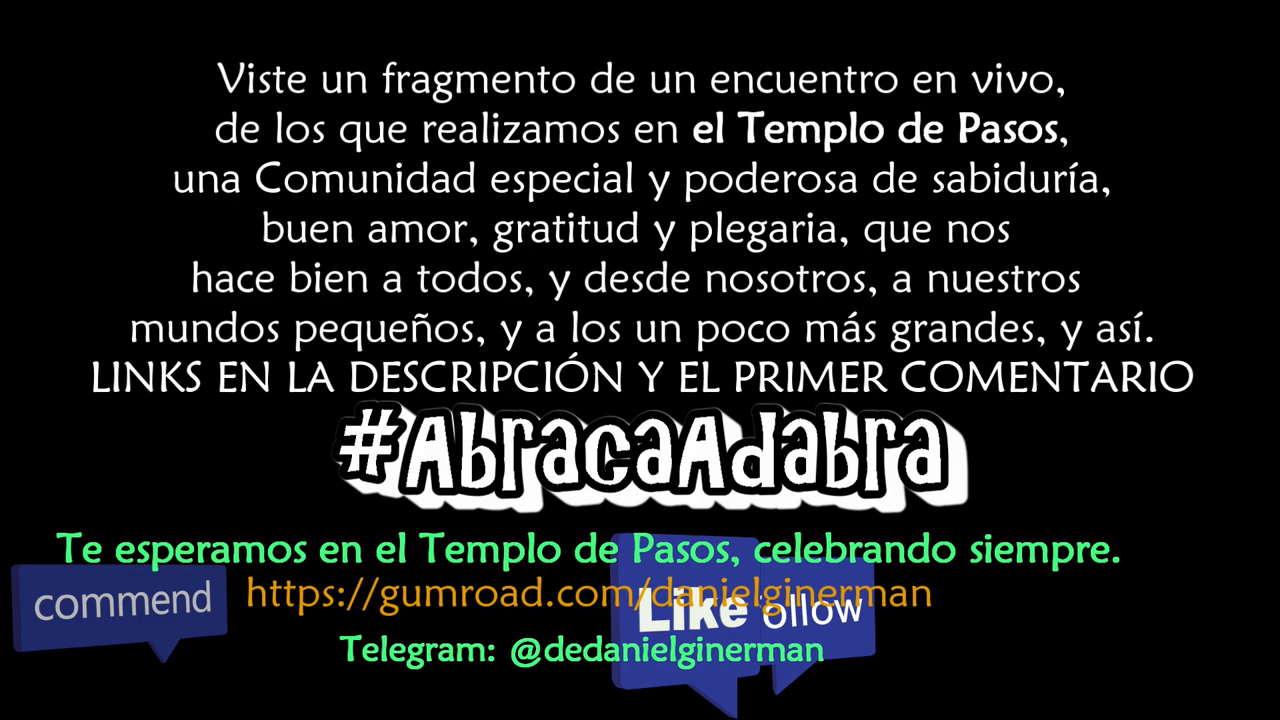 Viste un fragmento de un encuentro en vivo,
de los que realizamos en el Templo de Pasos,
una Comunidad especial y poderosa de sabiduría,
buen amor, gratitud y plegaria, que nos
hace bien a todos, y desde nosotros, a nuestros
mundos pequeños, y a los un poco más grandes, y así.
LINKS EN LA DESCRIPCIÓN Y EL PRIMER COMENTARIO
#AbracaAdabra
Te esperamos en el Templo de Pasos, celebrando siempre.
commend
https://gumroad.com/danielginerman
Like ollow
Telegram: @dedanielginerman